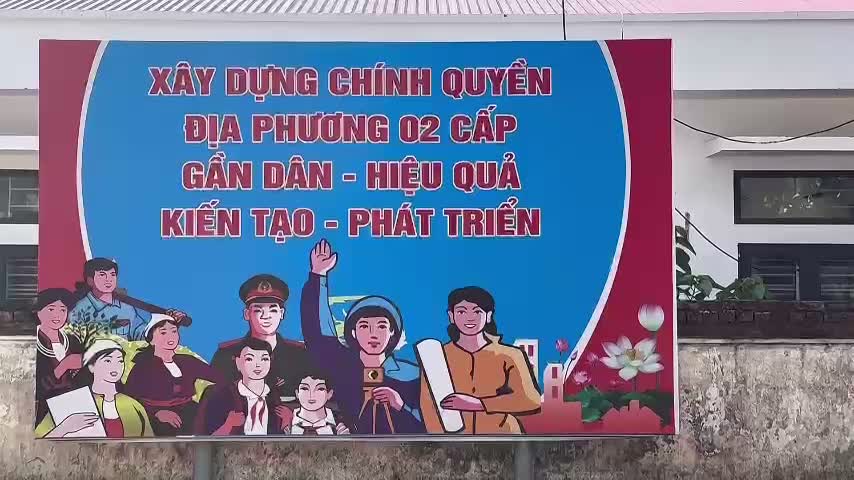 XÂY DỰNG CHÍNH QUYỀN
ĐỊA PHƯƠNG 02 CẤP
GẦN DÂN - HIỆU QUẢ
KIẾN TẠO - PHÁT TRIỂN